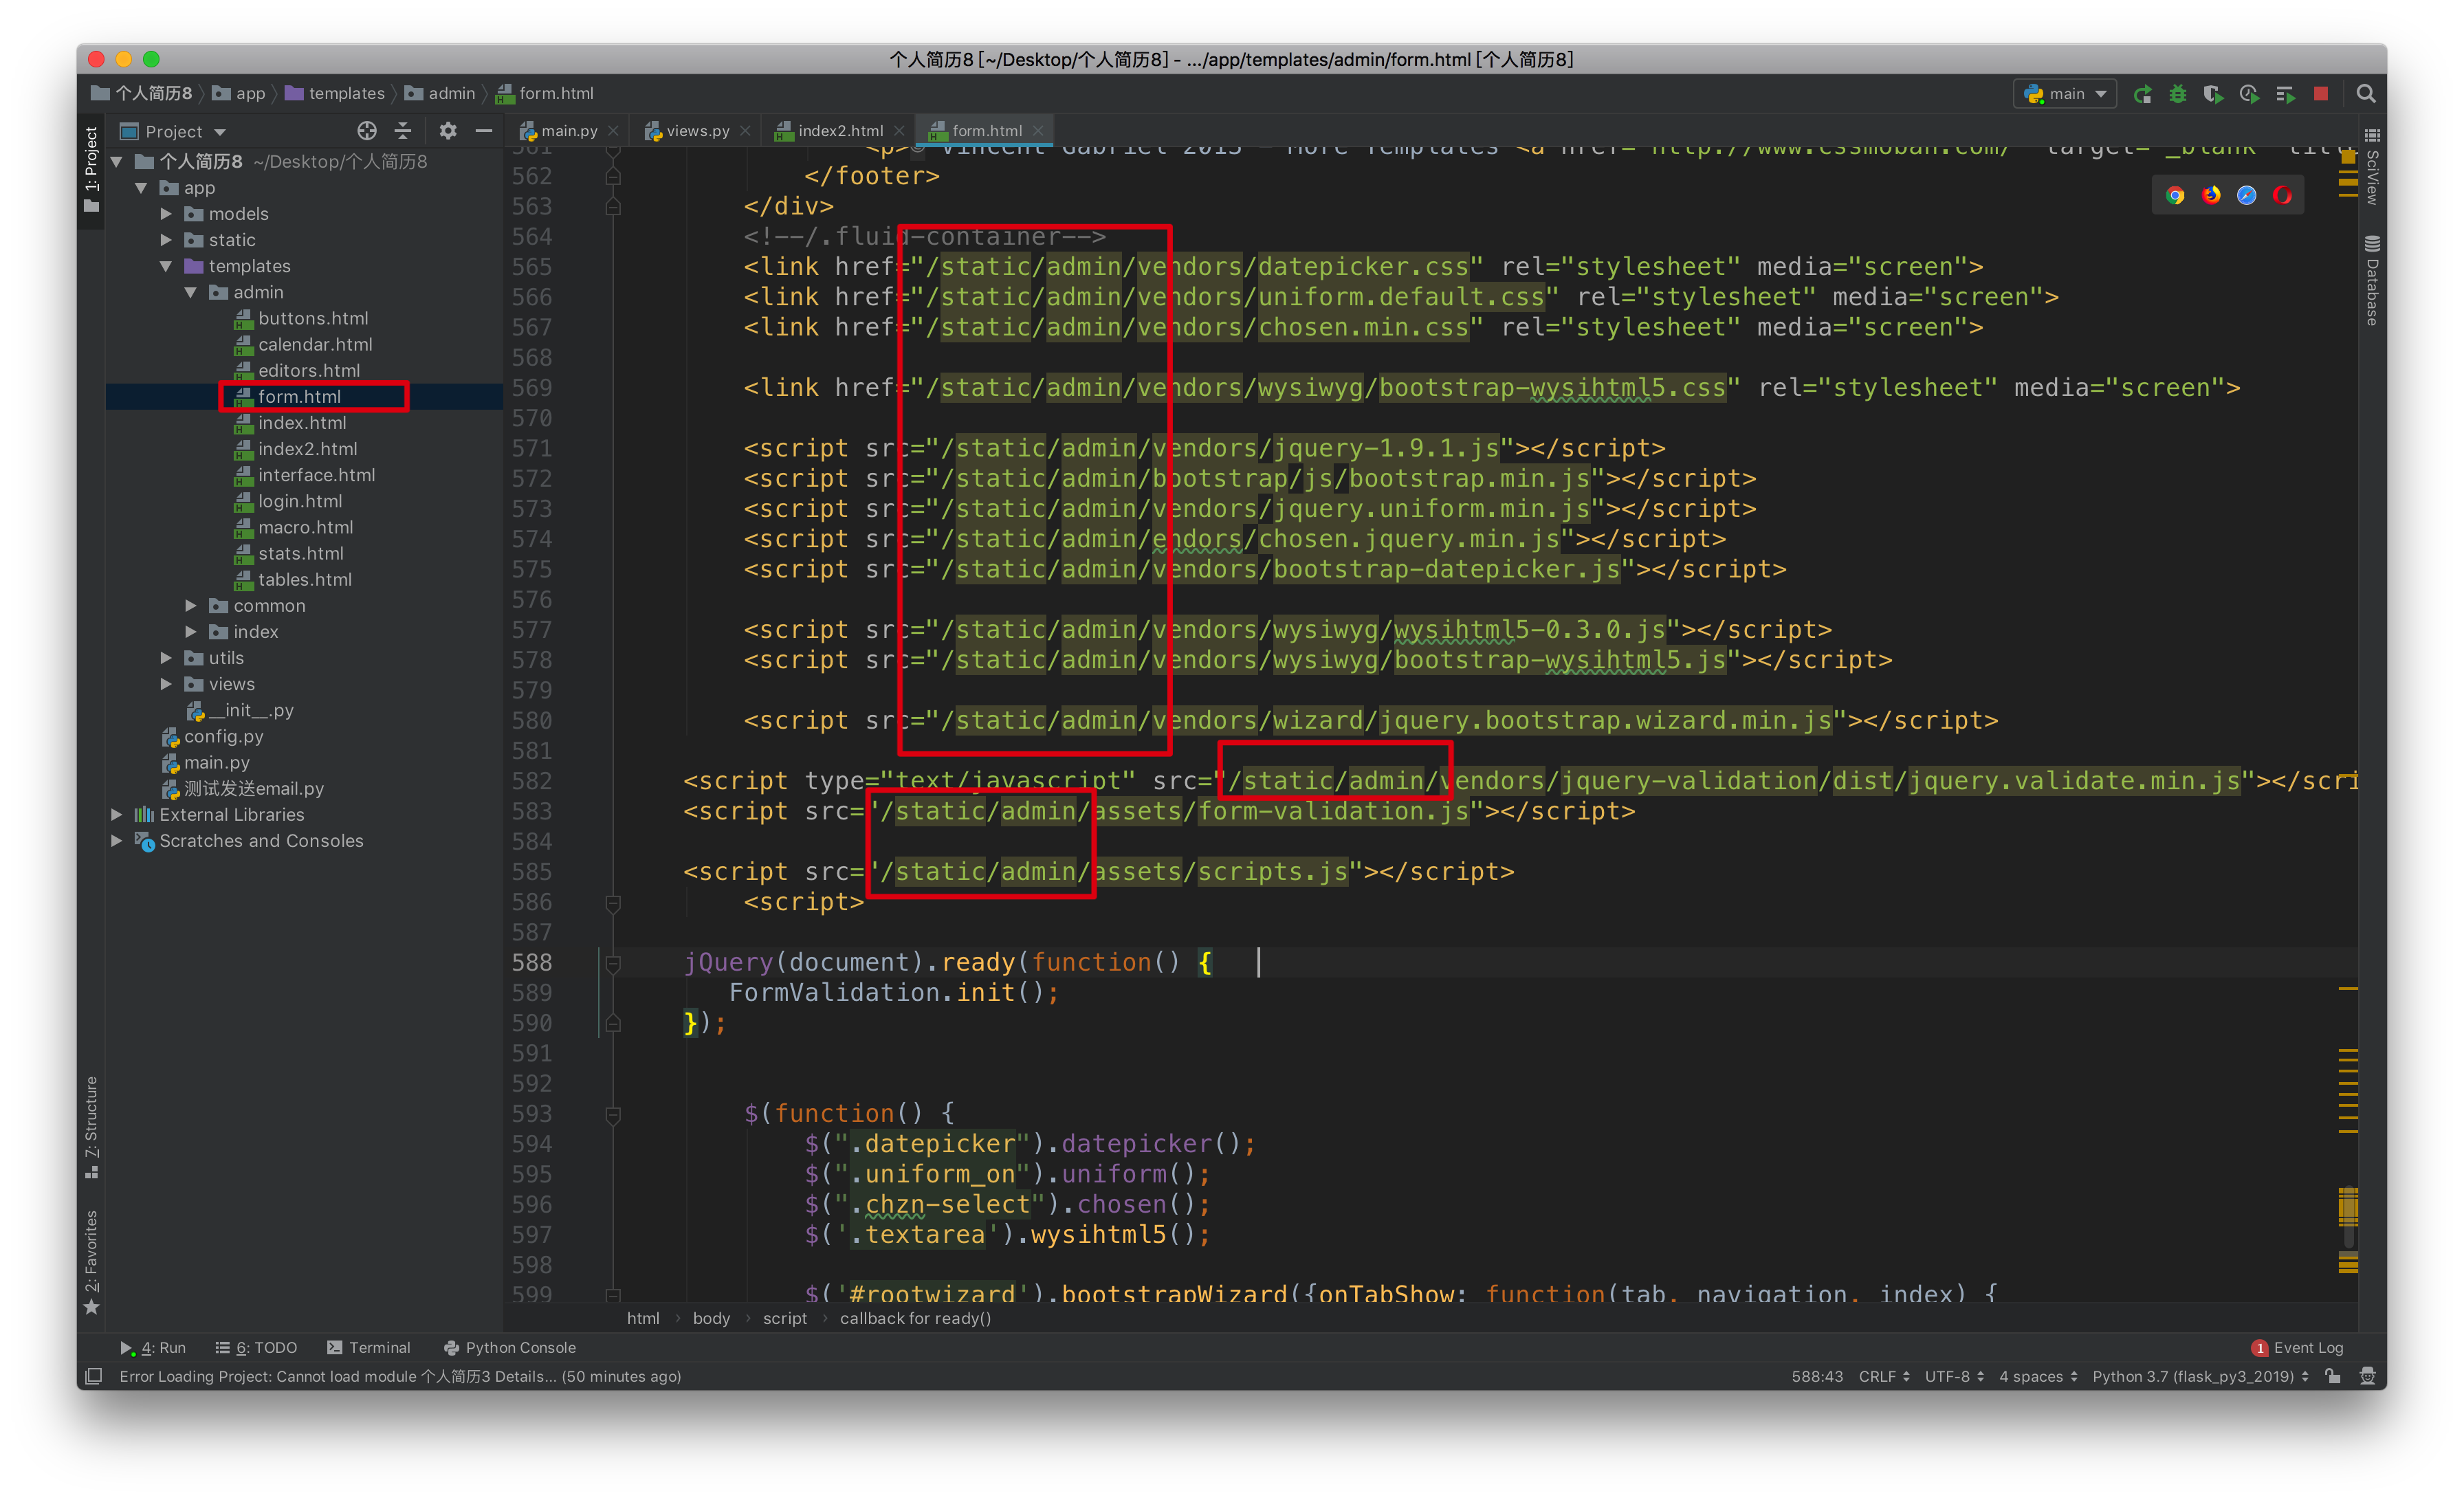 个人简历8 [~/Desktop/个人简历8] - .../app/templates/admin/form.html [个人简历8]
个人简历8 app templates admin form.html
main
1: Project
Project
main.py views.py index2.html form.html
个人简历8 ~/Desktop/个人简历8
app
models
static
templates
admin
buttons.html
calendar.html
editors.html
form.html
index.html
index2.html
interface.html
login.html
macro.html
stats.html
tables.html
common
index
utils
views
__init__.py
config.py
main.py
测试发送email.py
External Libraries
Scratches and Consoles
7: Structure
2: Favorites
562 </footer>
563 </div>
564 <!--/.fluid-container-->
565 <link href="/static/admin/vendors/datepicker.css" rel="stylesheet" media="screen">
566 <link href="/static/admin/vendors/uniform.default.css" rel="stylesheet" media="screen">
567 <link href="/static/admin/vendors/chosen.min.css" rel="stylesheet" media="screen">
568
569 <link href="/static/admin/vendors/wysiwyg/bootstrap-wysihtml5.css" rel="stylesheet" media="screen">
570
571 <script src="/static/admin/vendors/jquery-1.9.1.js"></script>
572 <script src="/static/admin/bootstrap/js/bootstrap.min.js"></script>
573 <script src="/static/admin/vendors/jquery.uniform.min.js"></script>
574 <script src="/static/admin/endors/chosen.jquery.min.js"></script>
575 <script src="/static/admin/vendors/bootstrap-datepicker.js"></script>
576
577 <script src="/static/admin/vendors/wysiwyg/wysihtml5-0.3.0.js"></script>
578 <script src="/static/admin/vendors/wysiwyg/bootstrap-wysihtml5.js"></script>
579
580 <script src="/static/admin/vendors/wizard/jquery.bootstrap.wizard.min.js"></script>
581
582 <script type="text/javascript" src="/static/admin/vendors/jquery-validation/dist/jquery.validate.min.js"></scri
583 <script src="/static/admin/assets/form-validation.js"></script>
584
585 <script src="/static/admin/assets/scripts.js"></script>
586 <script>
587
588 jQuery(document).ready(function() {
589 FormValidation.init();
590 });
591
592
593 $(function() {
594 $(".datepicker").datepicker();
595 $(".uniform_on").uniform();
596 $(".chzn-select").chosen();
597 $('.textarea').wysihtml5();
598
599 $('#rootwizard').bootstrapWizard({onTabShow: function(tab, navigation, index) {
html body script callback for ready()
SciView
Database
4: Run 6: TODO Terminal Python Console 1 Event Log
Error Loading Project: Cannot load module 个人简历3 Details... (50 minutes ago) 588:43 CRLF UTF-8 4 spaces Python 3.7 (flask_py3_2019)